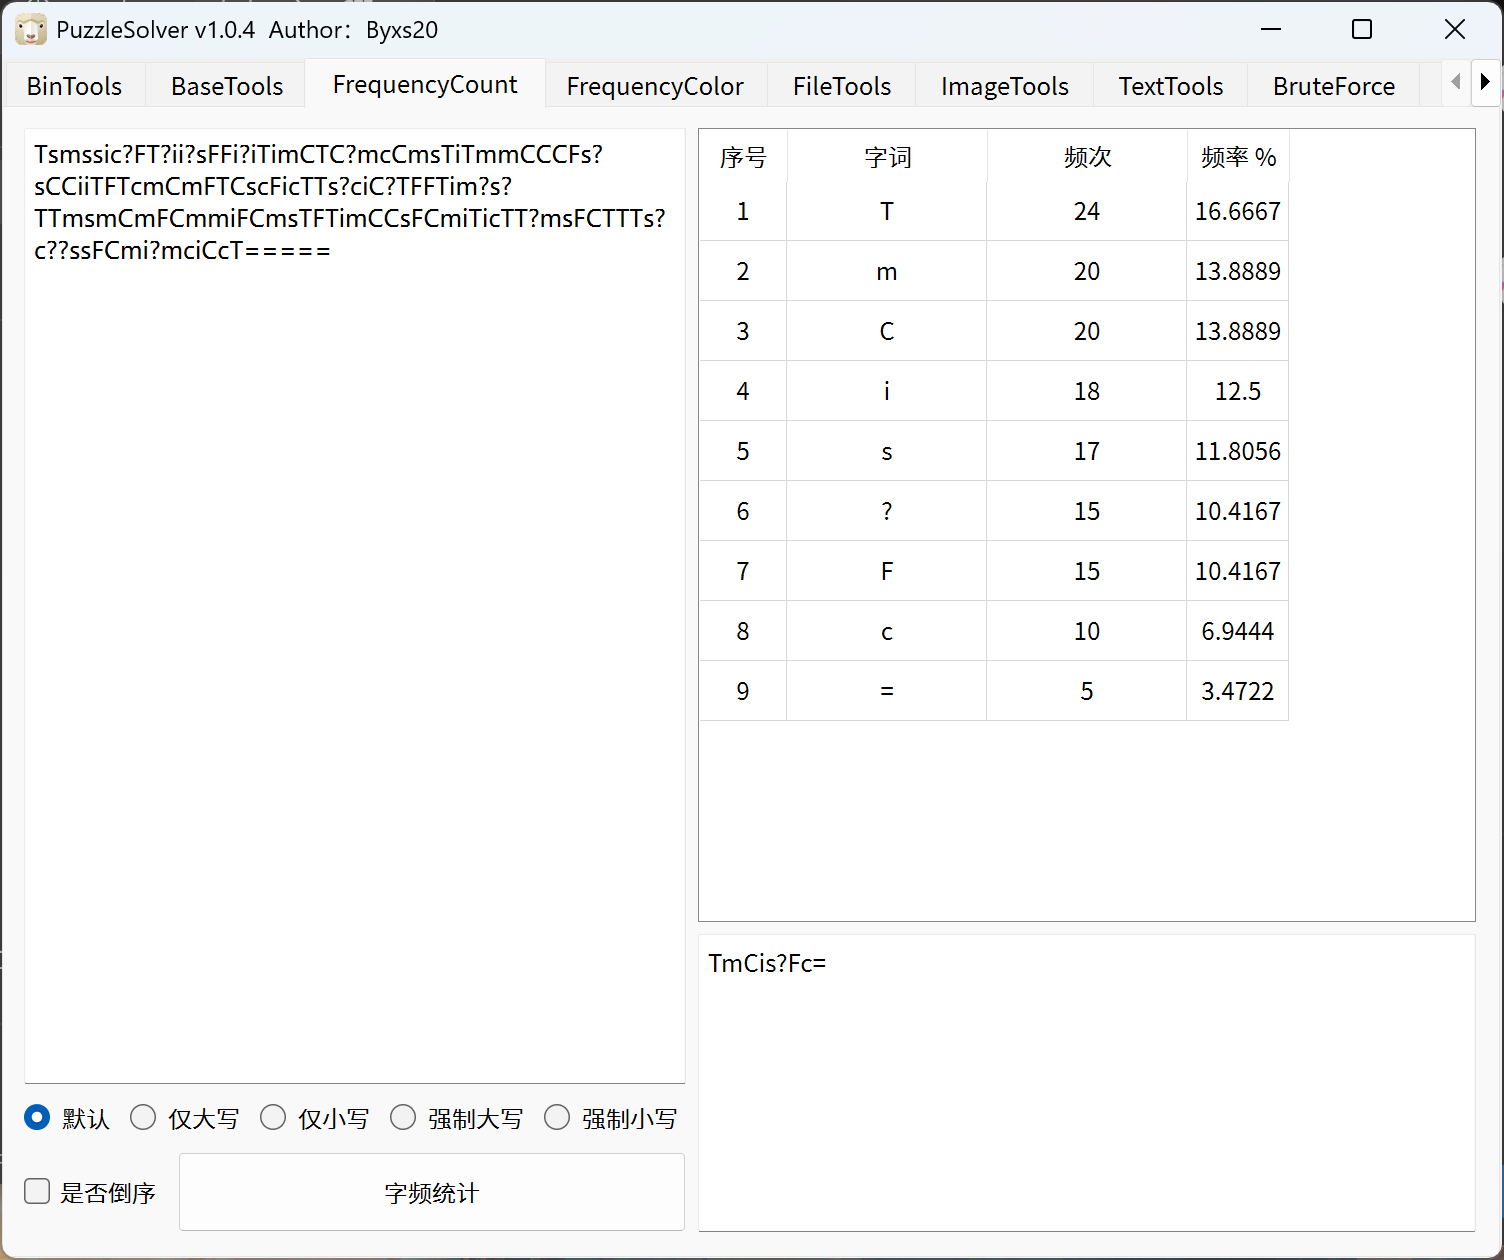 PuzzleSolver v1.0.4  Author：Byxs20
BinTools
BaseTools
FrequencyCount
FrequencyColor
FileTools
ImageTools
TextTools
BruteForce
Tsmssic?FT?ii?sFFi?iTimCTC?mcCmsTiTmmCCCFs?
sCCiiTFTcmCmFTCscFicTTs?ciC?TFFTim?s?
TTmsmCmFCmmiFCmsTFTimCCsFCmiTicTT?msFCTTTs?
c??ssFCmi?mciCcT=====
序号 字词 频次 频率 %
1 T 24 16.6667
2 m 20 13.8889
3 C 20 13.8889
4 i 18 12.5
5 s 17 11.8056
6 ? 15 10.4167
7 F 15 10.4167
8 c 10 6.9444
9 = 5 3.4722
TmCis?Fc=
默认 仅大写 仅小写 强制大写 强制小写
是否倒序
字频统计